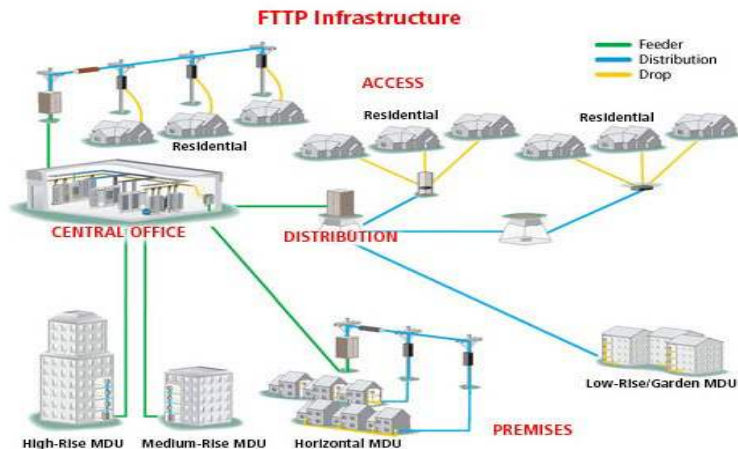 FTTP Infrastructure
Feeder
Distribution
Drop
ACCESS
Residential
Residential
Residential
CENTRAL OFFICE
DISTRIBUTION
Low-Rise/Garden MDU
PREMISES
High-Rise MDU
Medium-Rise MDU
Horizontal MDU